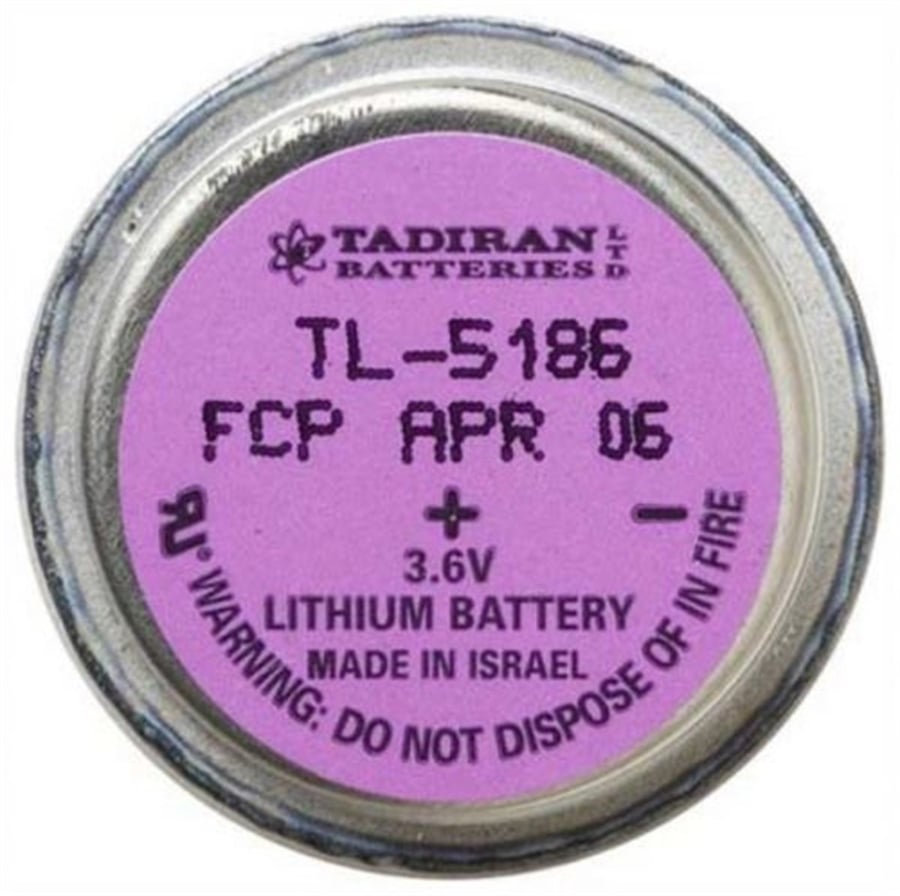 TADIRAN LTD
BATTERIES
TL-5186
FCP APR 06
+ -
3.6V
LITHIUM BATTERY
MADE IN ISRAEL
WARNING: DO NOT DISPOSE OF IN FIRE